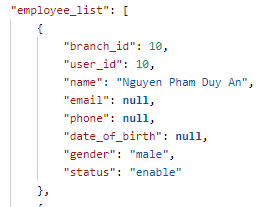 "employee_list": [
{
"branch_id": 10,
"user_id": 10,
"name": "Nguyen Pham Duy An",
"email": null,
"phone": null,
"date_of_birth": null,
"gender": "male",
"status": "enable"
},